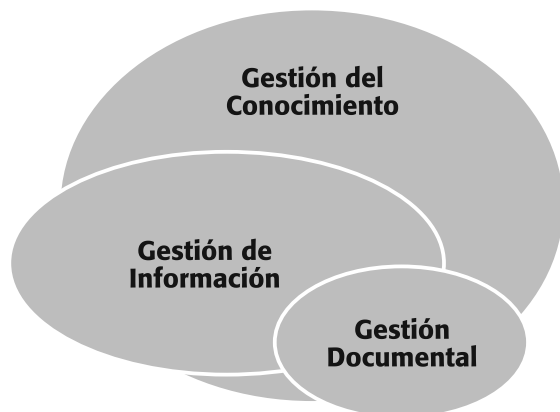 Gestión del
Conocimiento
Gestión de
Información
Gestión
Documental